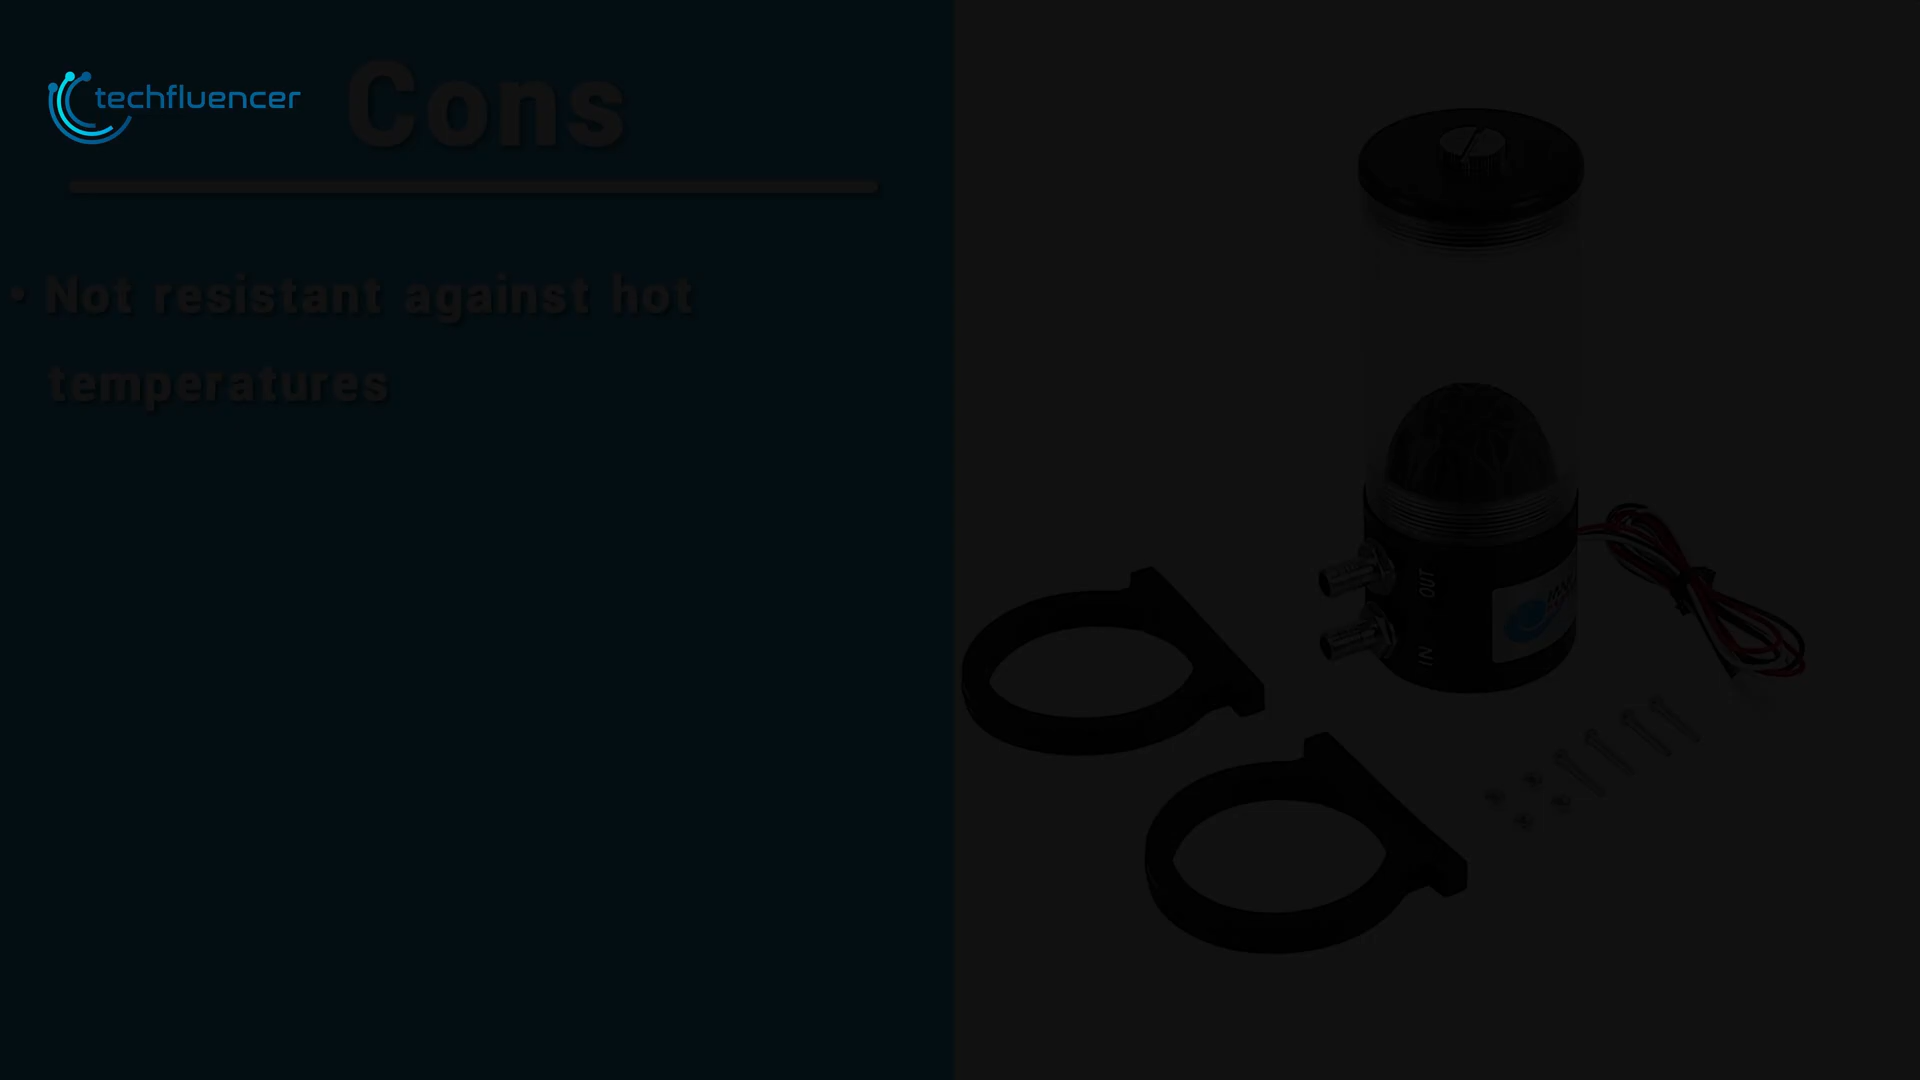 techfluencer
Cons
• Not resistant against hot
temperatures
OUT
IN